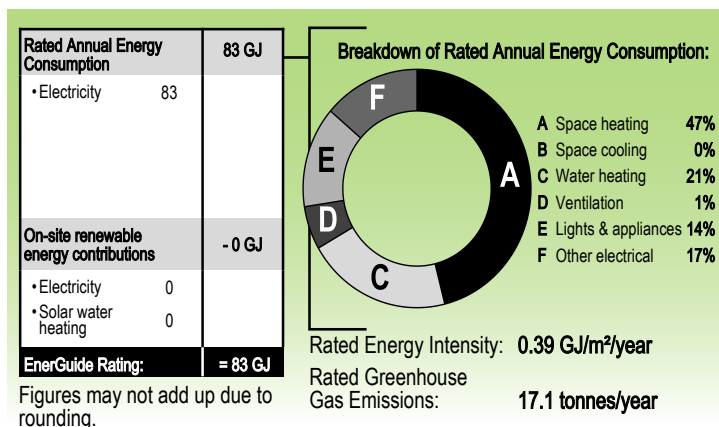 Rated Annual Energy Consumption 83 GJ
• Electricity 83
On-site renewable energy contributions - 0 GJ
• Electricity 0
• Solar water heating 0
EnerGuide Rating: = 83 GJ
Figures may not add up due to
rounding.
Breakdown of Rated Annual Energy Consumption:
F
E
D
C
A
A Space heating 47%
B Space cooling 0%
C Water heating 21%
D Ventilation 1%
E Lights & appliances 14%
F Other electrical 17%
Rated Energy Intensity: 0.39 GJ/m²/year
Rated Greenhouse
Gas Emissions: 17.1 tonnes/year